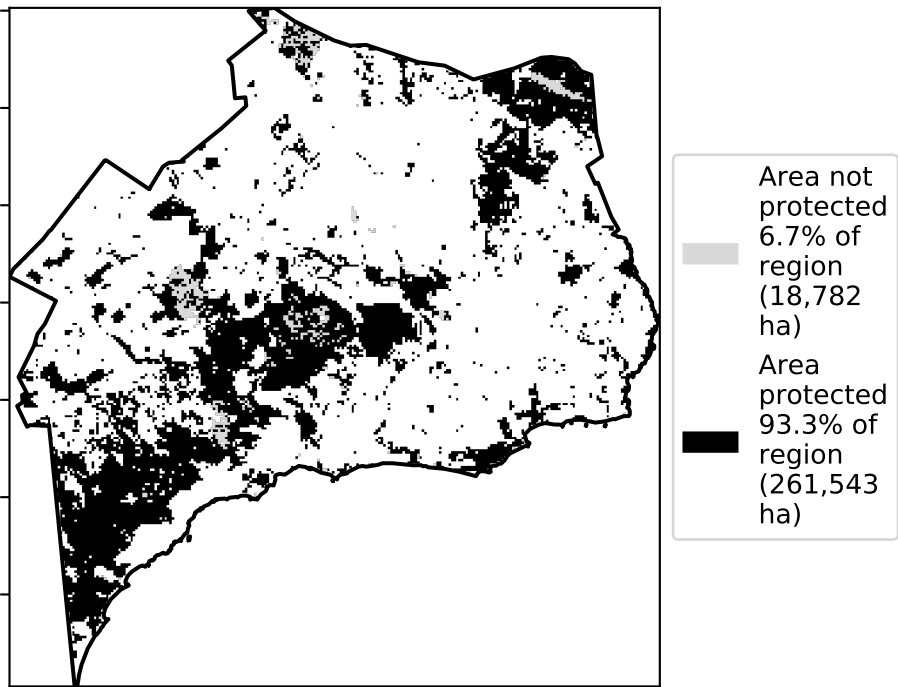 Area not
protected
6.7% of
region
(18,782
ha)
Area
protected
93.3% of
region
(261,543
ha)